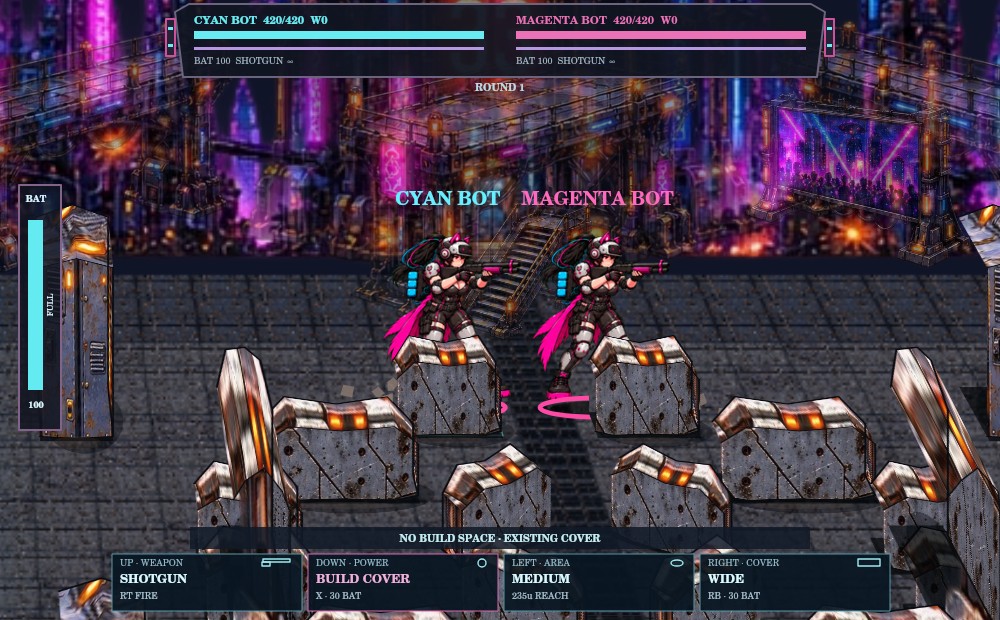 CYAN BOT 420/420 W0
BAT 100 SHOTGUN ∞
MAGENTA BOT 420/420 W0
BAT 100 SHOTGUN ∞
ROUND 1
BAT
FULL
100
CYAN BOT
MAGENTA BOT
NO BUILD SPACE · EXISTING COVER
UP · WEAPON
SHOTGUN
RT FIRE
DOWN · POWER
BUILD COVER
X · 30 BAT
LEFT · AREA
MEDIUM
235u REACH
RIGHT · COVER
WIDE
RB · 30 BAT